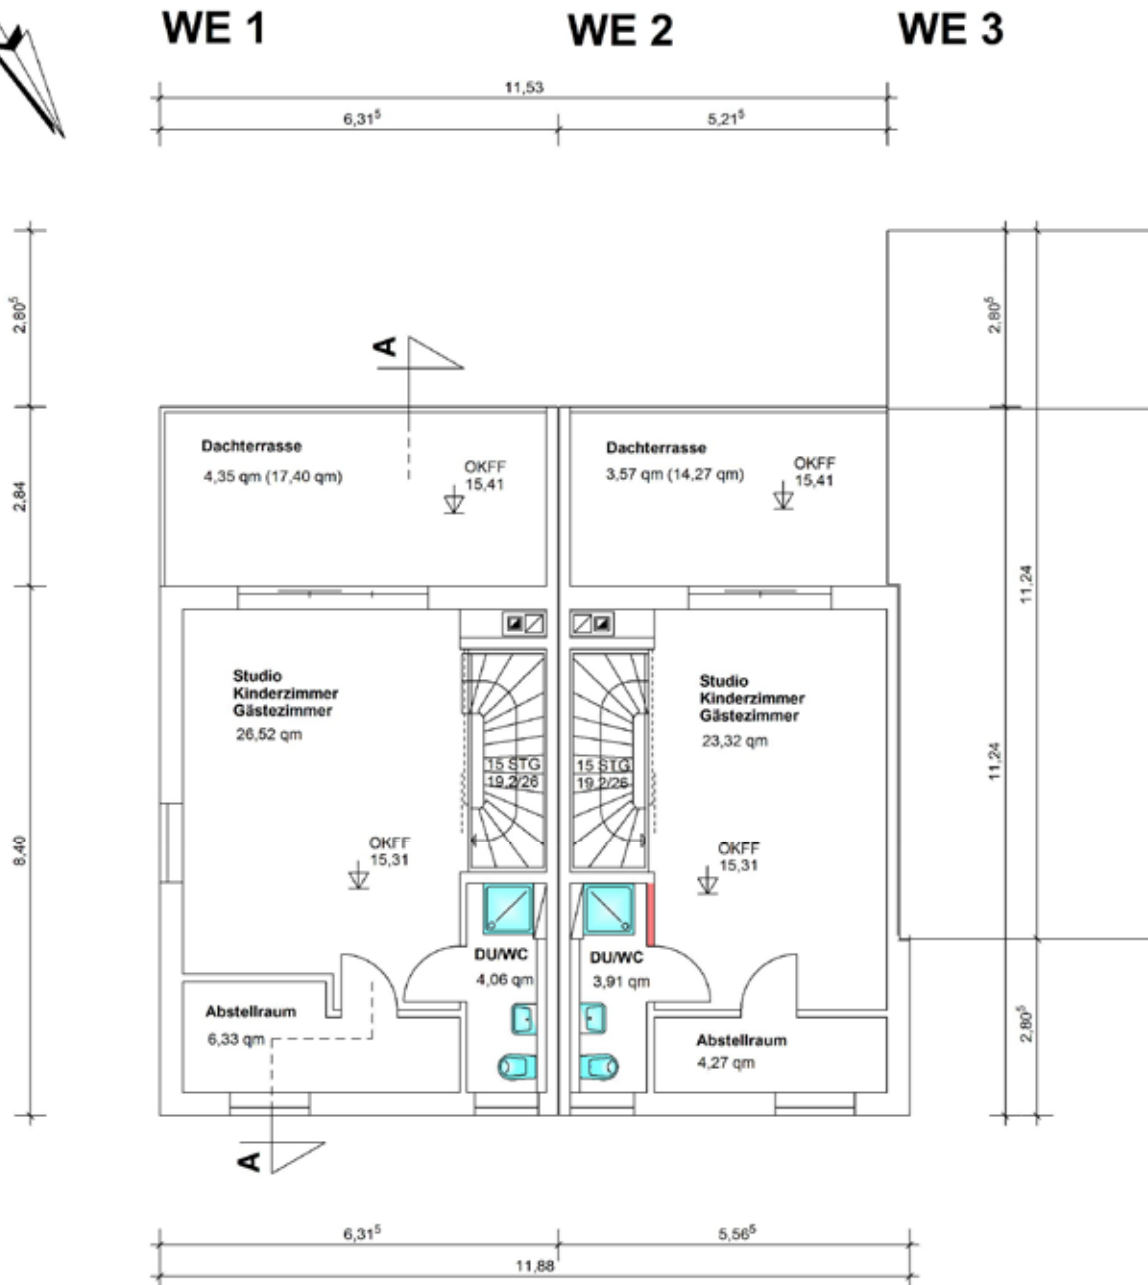 WE 1
WE 2
WE 3
11,53
6,31⁵
5,21⁵
2,80⁵
2,80⁵
A
Dachterrasse
4,35 qm (17,40 qm)
OKFF
15,41
Dachterrasse
3,57 qm (14,27 qm)
OKFF
15,41
2,84
11,24
Studio
Kinderzimmer
Gästezimmer
26,52 qm
Studio
Kinderzimmer
Gästezimmer
23,32 qm
15 STG
19,2/26
15 STG
19,2/26
11,24
8,40
OKFF
15,31
OKFF
15,31
DU/WC
4,06 qm
DU/WC
3,91 qm
Abstellraum
6,33 qm
Abstellraum
4,27 qm
2,80⁵
A
6,31⁵
5,56⁵
11,88